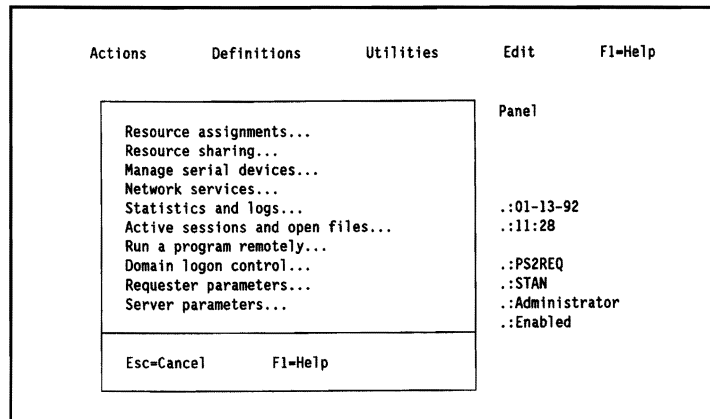 Actions Definitions Utilities Edit F1=Help
Panel
Resource assignments...
Resource sharing...
Manage serial devices...
Network services...
Statistics and logs... .:01-13-92
Active sessions and open files... .:11:28
Run a program remotely...
Domain logon control... .:PS2REQ
Requester parameters... .:STAN
Server parameters... .:Administrator
.:Enabled
Esc=Cancel F1=Help